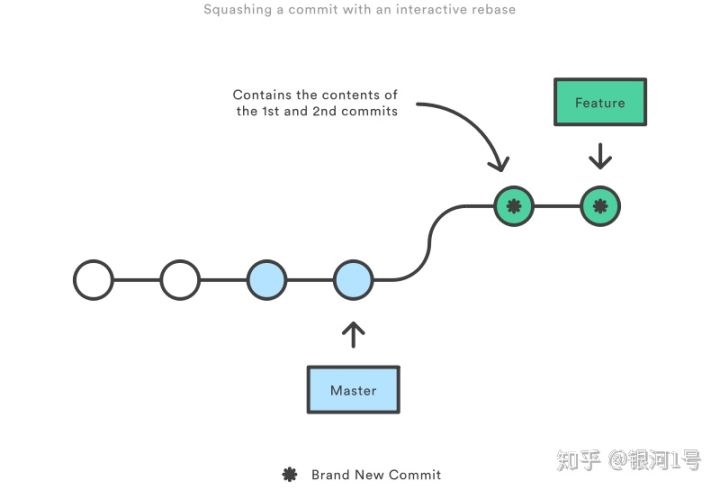 Squashing a commit with an interactive rebase
Contains the contents of
the 1st and 2nd commits
Feature
Master
Brand New Commit
知乎 @银河1号